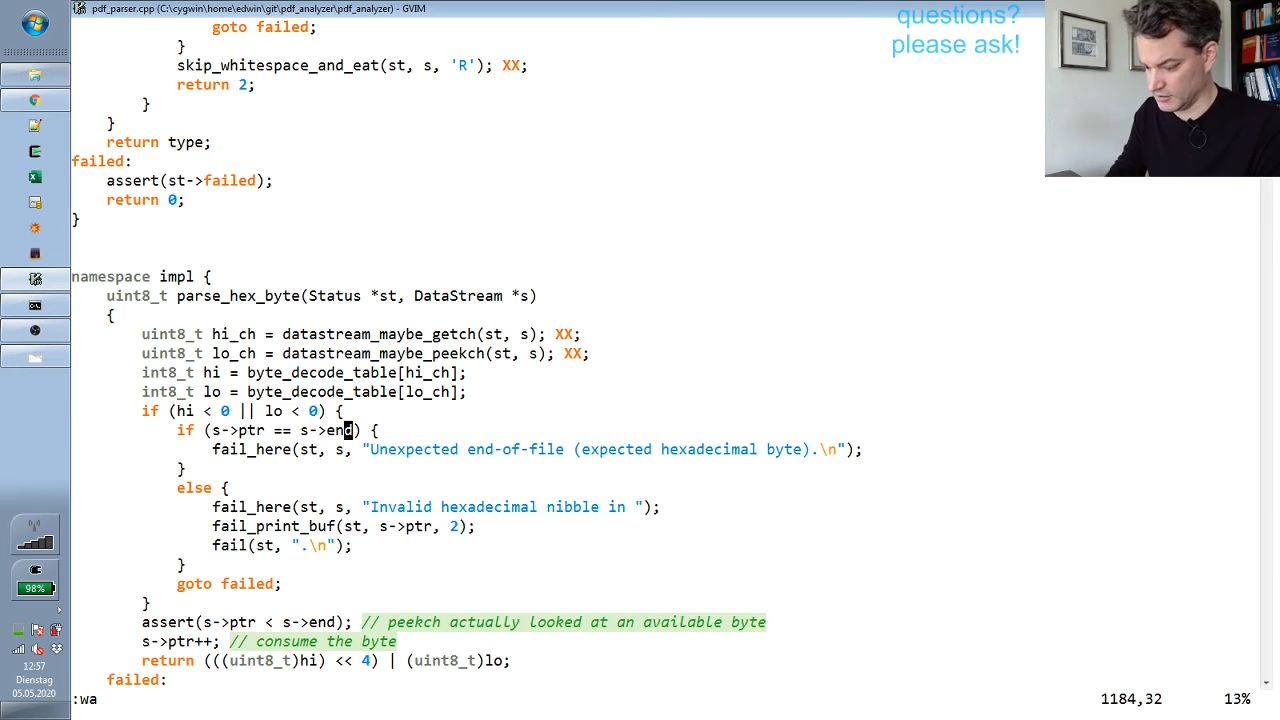 pdf_parser.cpp (C:\cygwin\home\edwin\git\pdf_analyzer\pdf_analyzer) - GVIM
questions?
please ask!
goto failed;
}
skip_whitespace_and_eat(st, s, 'R'); XX;
return 2;
}
}
return type;
failed:
assert(st->failed);
return 0;
}
namespace impl {
uint8_t parse_hex_byte(Status *st, DataStream *s)
{
uint8_t hi_ch = datastream_maybe_getch(st, s); XX;
uint8_t lo_ch = datastream_maybe_peekch(st, s); XX;
int8_t hi = byte_decode_table[hi_ch];
int8_t lo = byte_decode_table[lo_ch];
if (hi < 0 || lo < 0) {
if (s->ptr == s->end) {
fail_here(st, s, "Unexpected end-of-file (expected hexadecimal byte).\n");
}
else {
fail_here(st, s, "Invalid hexadecimal nibble in ");
fail_print_buf(st, s->ptr, 2);
fail(st, ".\n");
}
goto failed;
}
assert(s->ptr < s->end); // peekch actually looked at an available byte
s->ptr++; // consume the byte
return (((uint8_t)hi) << 4) | (uint8_t)lo;
failed:
:wa
1184,32
13%
98%
12:57
Dienstag
05.05.2020